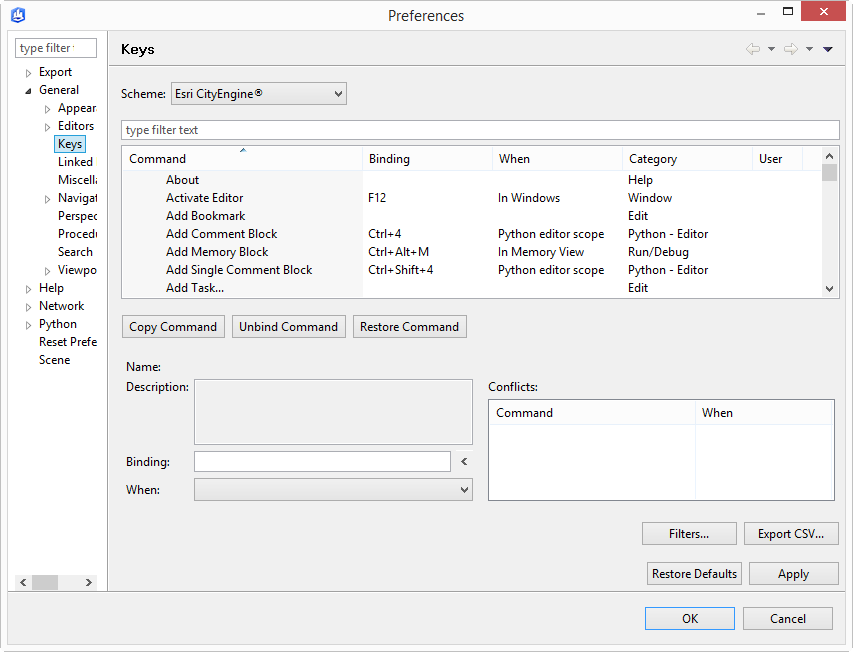 Preferences
type filter
Export
General
Appear
Editors
Keys
Linked
Miscella
Navigat
Perspec
Procedu
Search
Viewpo
Help
Network
Python
Reset Prefe
Scene
Keys
Scheme: Esri CityEngine®
type filter text
Command Binding When Category User
About Help
Activate Editor F12 In Windows Window
Add Bookmark Edit
Add Comment Block Ctrl+4 Python editor scope Python - Editor
Add Memory Block Ctrl+Alt+M In Memory View Run/Debug
Add Single Comment Block Ctrl+Shift+4 Python editor scope Python - Editor
Add Task... Edit
Copy Command Unbind Command Restore Command
Name:
Description:
Binding:
When:
Conflicts:
Command When
Filters... Export CSV...
Restore Defaults Apply
OK Cancel